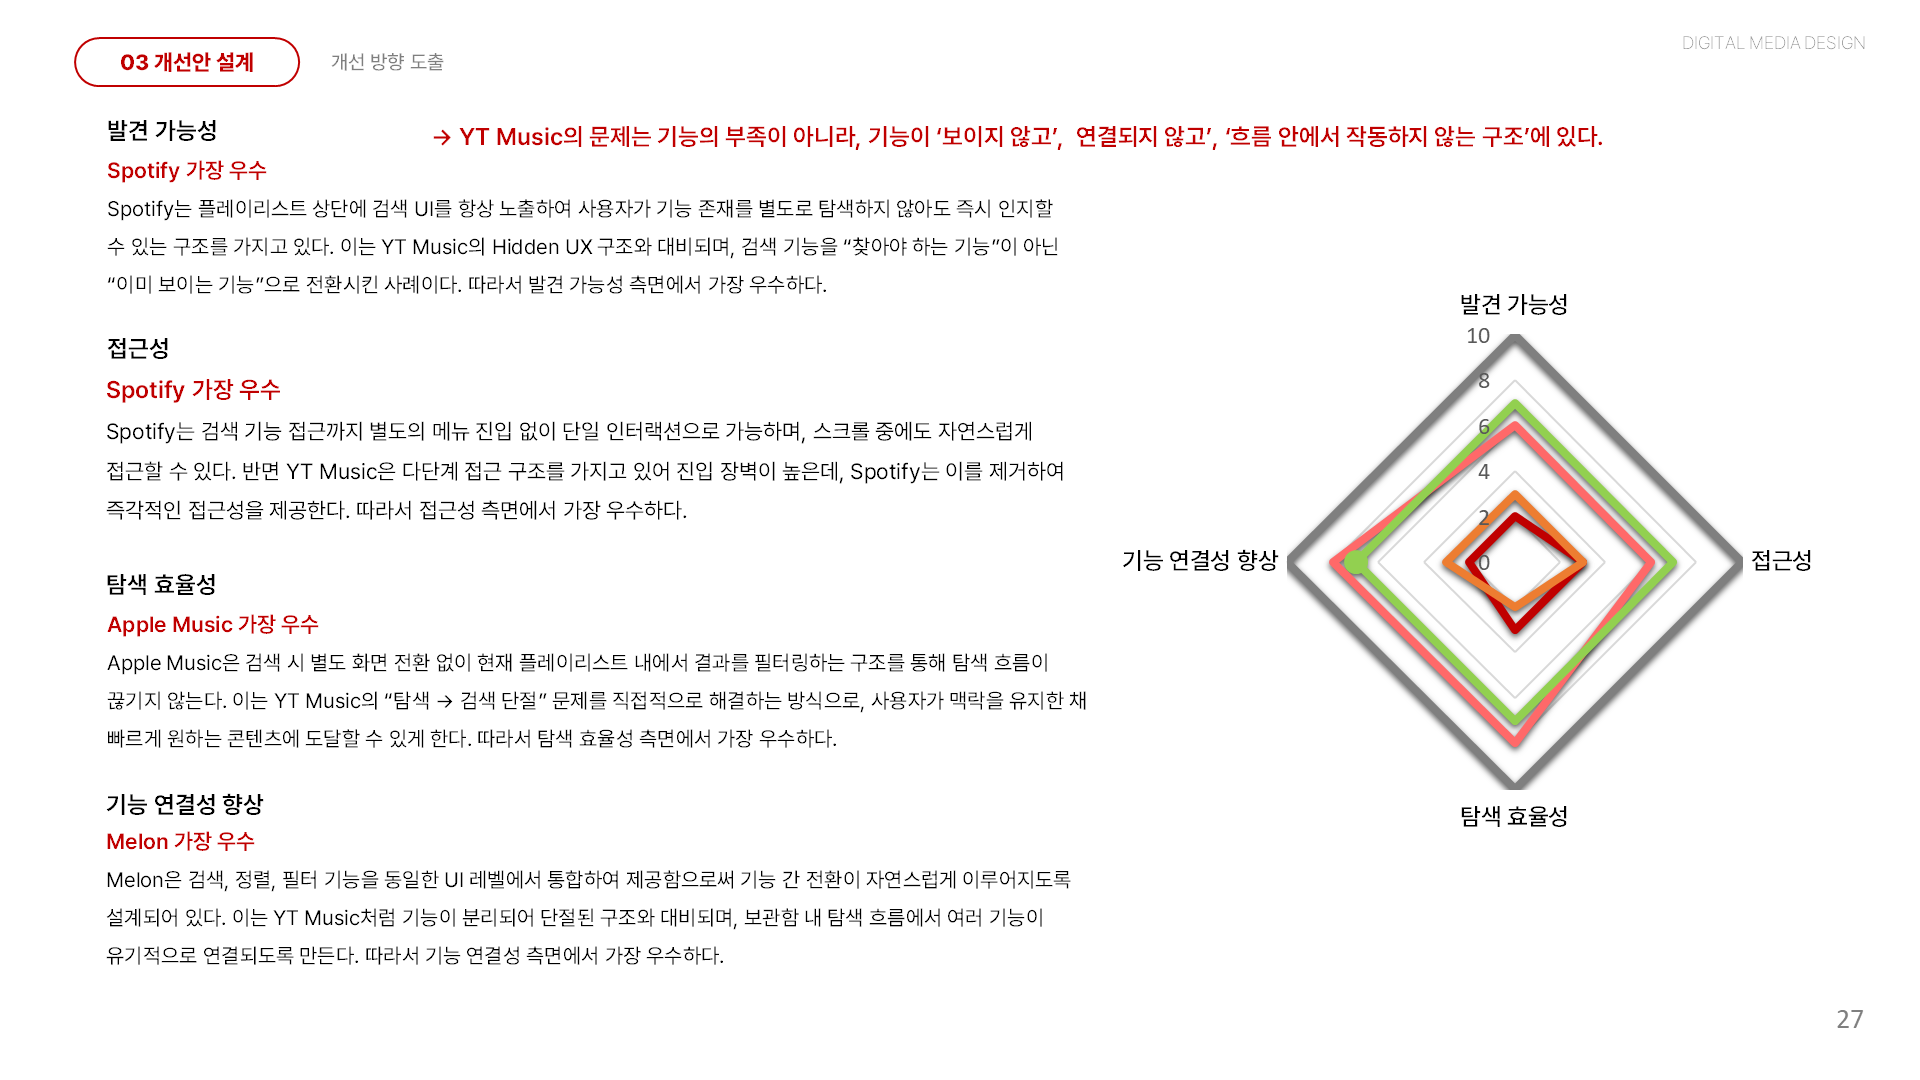 03 개선안 설계
개선 방향 도출
DIGITAL MEDIA DESIGN
→ YT Music의 문제는 기능의 부족이 아니라, 기능이 ‘보이지 않고’,  연결되지 않고’, ‘흐름 안에서 작동하지 않는 구조’에 있다.
발견 가능성
Spotify 가장 우수
Spotify는 플레이리스트 상단에 검색 UI를 항상 노출하여 사용자가 기능 존재를 별도로 탐색하지 않아도 즉시 인지할
수 있는 구조를 가지고 있다. 이는 YT Music의 Hidden UX 구조와 대비되며, 검색 기능을 “찾아야 하는 기능”이 아닌
“이미 보이는 기능”으로 전환시킨 사례이다. 따라서 발견 가능성 측면에서 가장 우수하다.
접근성
Spotify 가장 우수
Spotify는 검색 기능 접근까지 별도의 메뉴 진입 없이 단일 인터랙션으로 가능하며, 스크롤 중에도 자연스럽게
접근할 수 있다. 반면 YT Music은 다단계 접근 구조를 가지고 있어 진입 장벽이 높은데, Spotify는 이를 제거하여
즉각적인 접근성을 제공한다. 따라서 접근성 측면에서 가장 우수하다.
탐색 효율성
Apple Music 가장 우수
Apple Music은 검색 시 별도 화면 전환 없이 현재 플레이리스트 내에서 결과를 필터링하는 구조를 통해 탐색 흐름이
끊기지 않는다. 이는 YT Music의 “탐색 → 검색 단절” 문제를 직접적으로 해결하는 방식으로, 사용자가 맥락을 유지한 채
빠르게 원하는 콘텐츠에 도달할 수 있게 한다. 따라서 탐색 효율성 측면에서 가장 우수하다.
기능 연결성 향상
Melon 가장 우수
Melon은 검색, 정렬, 필터 기능을 동일한 UI 레벨에서 통합하여 제공함으로써 기능 간 전환이 자연스럽게 이루어지도록
설계되어 있다. 이는 YT Music처럼 기능이 분리되어 단절된 구조와 대비되며, 보관함 내 탐색 흐름에서 여러 기능이
유기적으로 연결되도록 만든다. 따라서 기능 연결성 측면에서 가장 우수하다.
발견 가능성
10
8
6
4
2
0
기능 연결성 향상
접근성
탐색 효율성
27